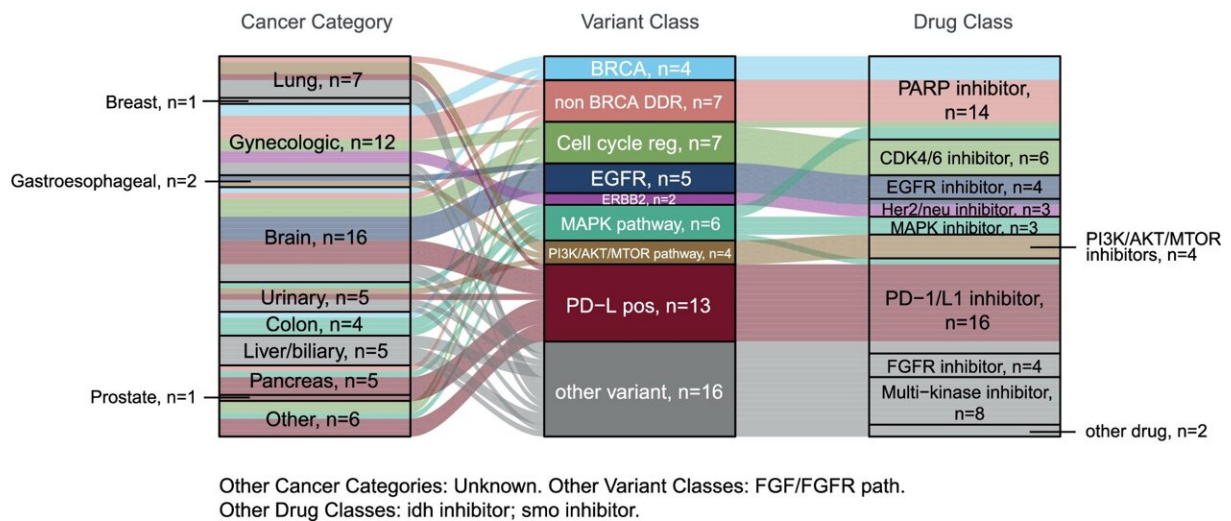 Cancer Category
Variant Class
Drug Class
Lung, n=7
Breast, n=1
Gynecologic, n=12
Gastroesophageal, n=2
Brain, n=16
Urinary, n=5
Colon, n=4
Liver/biliary, n=5
Pancreas, n=5
Prostate, n=1
Other, n=6
BRCA, n=4
non BRCA DDR, n=7
Cell cycle reg, n=7
EGFR, n=5
ERBB2, n=2
MAPK pathway, n=6
PI3K/AKT/MTOR pathway, n=4
PD−L pos, n=13
other variant, n=16
PARP inhibitor,
n=14
CDK4/6 inhibitor, n=6
EGFR inhibitor, n=4
Her2/neu inhibitor, n=3
MAPK inhibitor, n=3
PI3K/AKT/MTOR
inhibitors, n=4
PD−1/L1 inhibitor,
n=16
FGFR inhibitor, n=4
Multi−kinase inhibitor,
n=8
other drug, n=2
Other Cancer Categories: Unknown. Other Variant Classes: FGF/FGFR path.
Other Drug Classes: idh inhibitor; smo inhibitor.